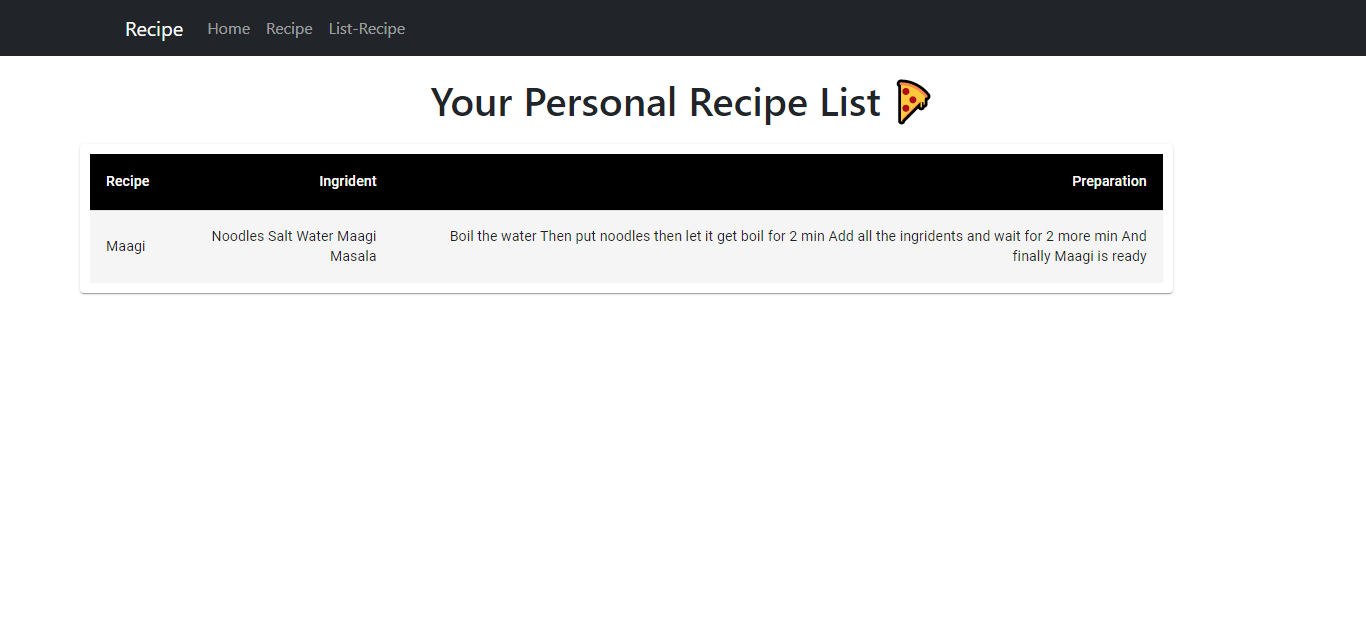 Recipe Home Recipe List-Recipe
Your Personal Recipe List 🍕
Recipe Ingrident Preparation
Maagi
Noodles Salt Water Maagi
Masala
Boil the water Then put noodles then let it get boil for 2 min Add all the ingridents and wait for 2 more min And
finally Maagi is ready